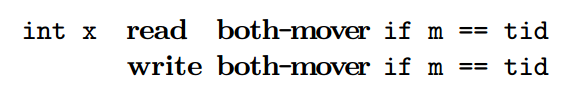 int x read both-mover if m == tid
write both-mover if m == tid